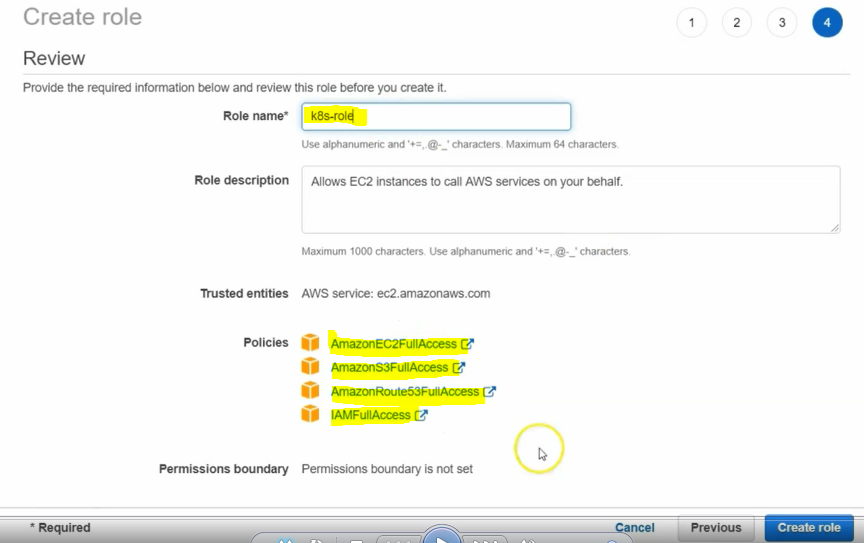 Create role
1 2 3 4
Review
Provide the required information below and review this role before you create it.
Role name* k8s-role
Use alphanumeric and '+=,.@-_' characters. Maximum 64 characters.
Role description Allows EC2 instances to call AWS services on your behalf.
Maximum 1000 characters. Use alphanumeric and '+=,.@-_' characters.
Trusted entities AWS service: ec2.amazonaws.com
Policies AmazonEC2FullAccess
AmazonS3FullAccess
AmazonRoute53FullAccess
IAMFullAccess
Permissions boundary Permissions boundary is not set
* Required Cancel Previous Create role